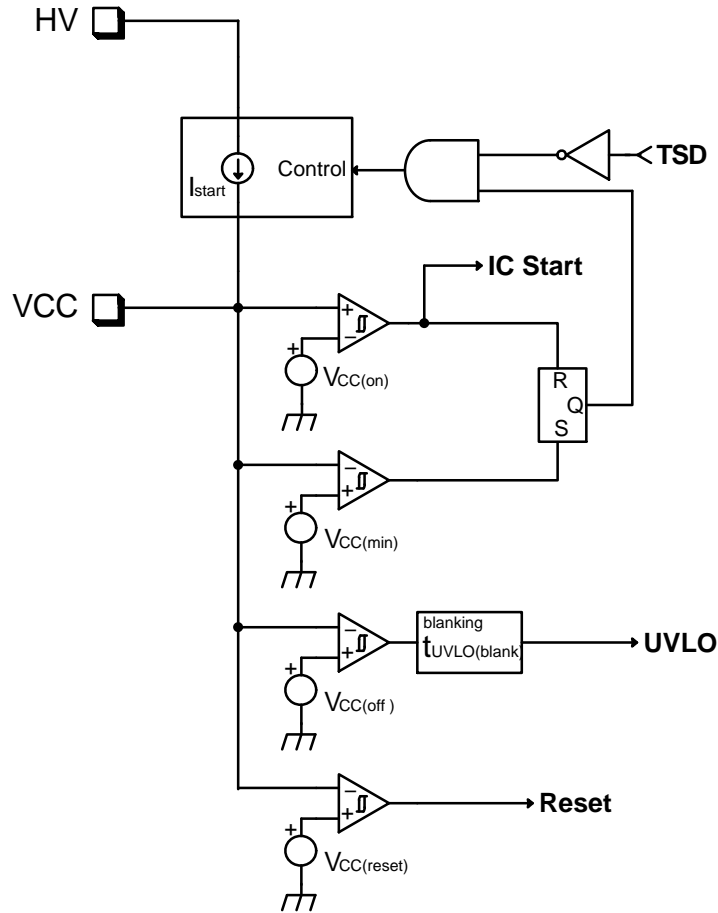 HV
Istart
Control
TSD
IC Start
VCC
+
−
+
VCC(on)
R
Q
S
−
+
+
VCC(min)
−
+
blanking
tUVLO(blank)
UVLO
+
VCC(off )
−
+
Reset
+
VCC(reset)